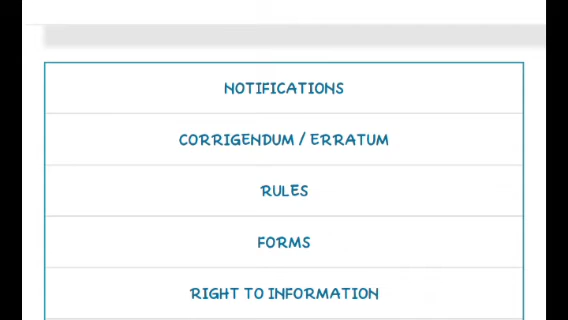 NOTIFICATIONS
CORRIGENDUM / ERRATUM
RULES
FORMS
RIGHT TO INFORMATION